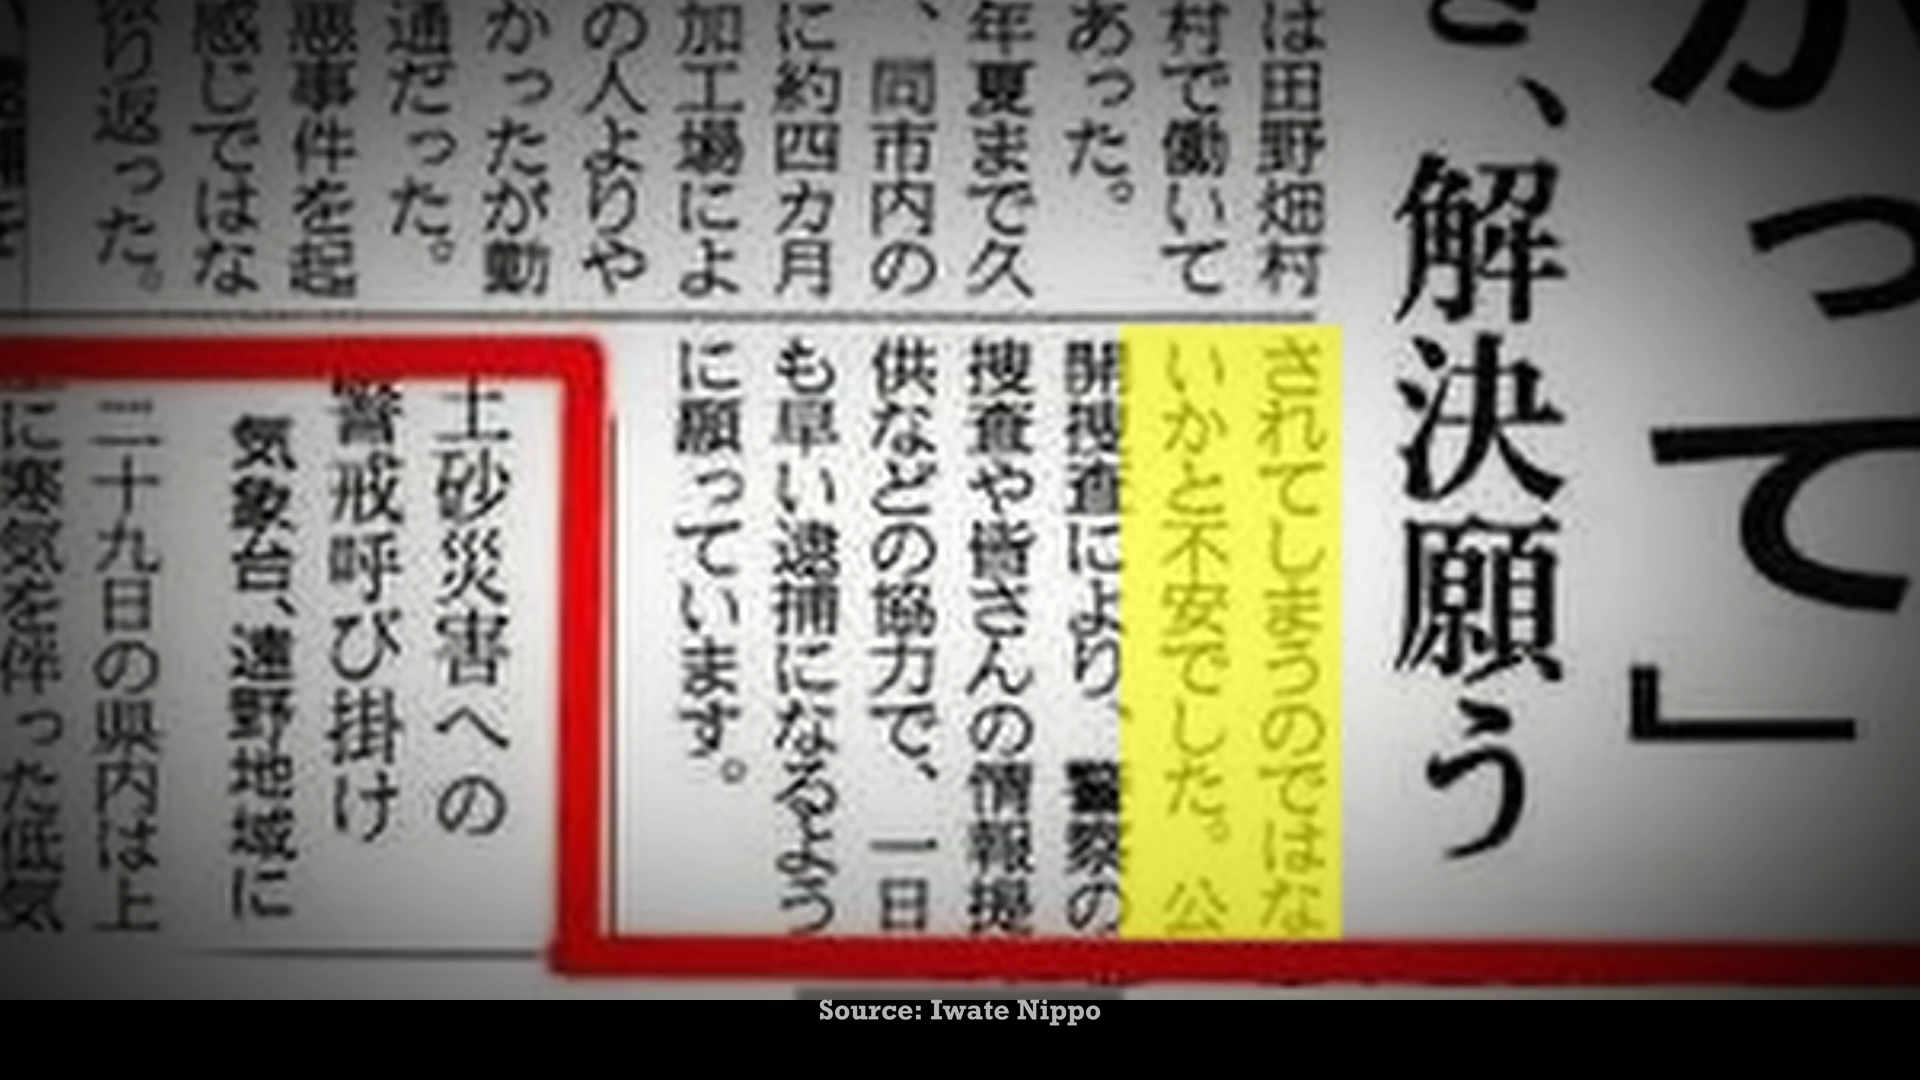 かって」
、解決願う
は田野畑村
村で働いて
あった。
年夏まで久
、同市内の
に約四カ月
加工場によ
の人よりや
かったが勤
通だった。
悪事件を起
感じではな
り返った。
されてしまうのではな
いかと不安でした。公
開捜査により、警察の
捜査や皆さんの情報提
供などの協力で、一日
も早い逮捕になるよう
に願っています。
土砂災害への
警戒呼び掛け
気象台、遠野地域に
二十九日の県内は上
に寒気を伴った低気
Source: Iwate Nippo